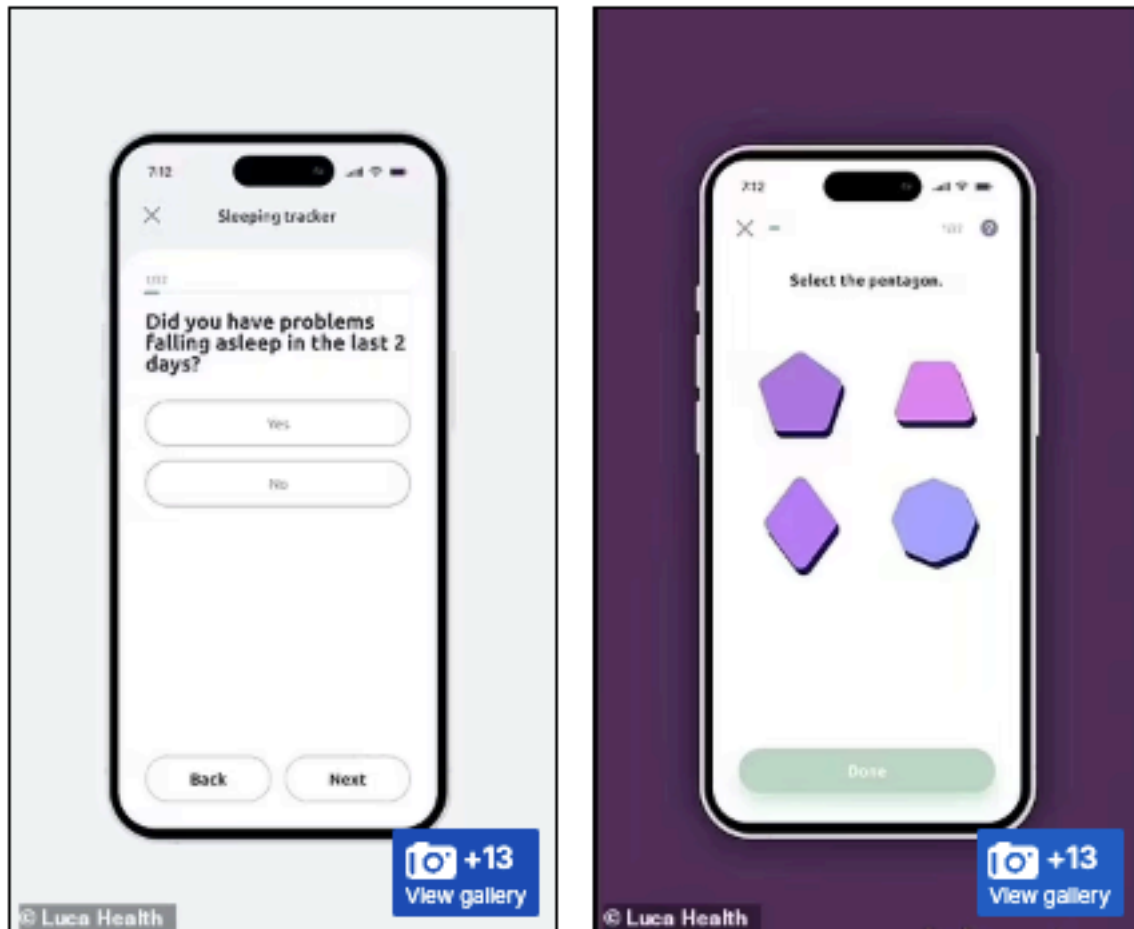 7:12
Sleeping tracker
Did you have problems
falling asleep in the last 2
days?
Yes
No
Back
Next
+13
View gallery
© Luca Health
7:12
Select the pentagon.
Done
+13
View gallery
© Luca Health